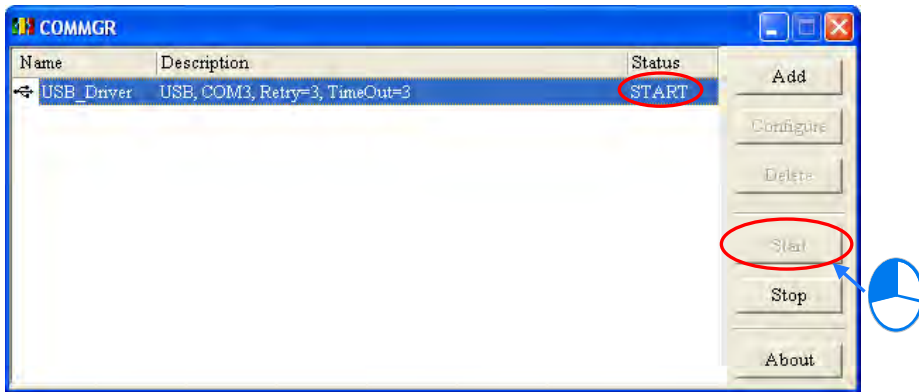 COMMGR
Name Description Status
USB_Driver USB, COM3, Retry=3, TimeOut=3 START
Add
Configure
Delete
Start
Stop
About